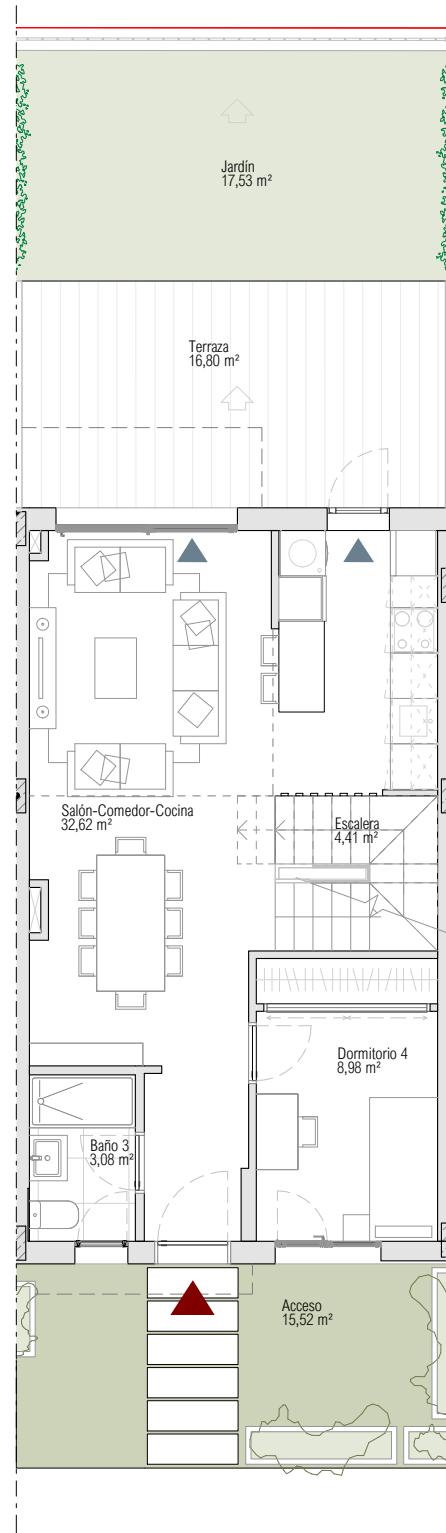 Jardín
17,53 m²
Terraza
16,80 m²
Salón-Comedor-Cocina
32,62 m²
Escalera
4,41 m²
Dormitorio 4
8,98 m²
Baño 3
3,08 m²
Acceso
15,52 m²